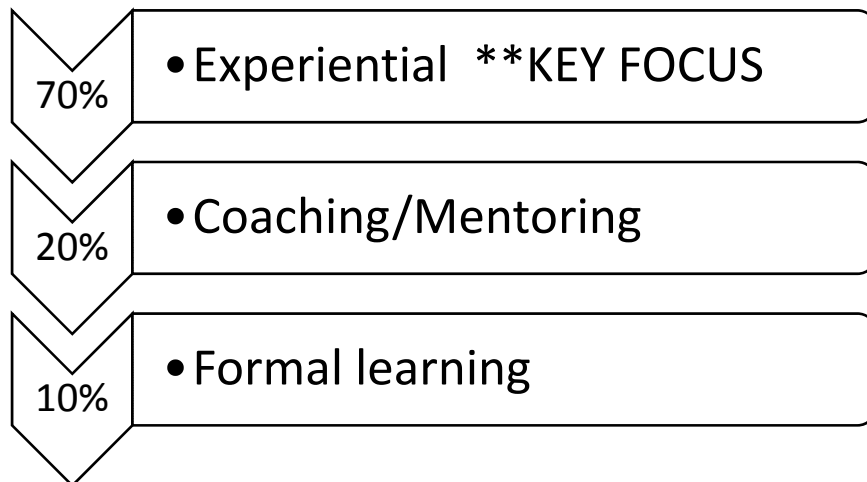 70%
•Experiential **KEY FOCUS
20%
•Coaching/Mentoring
10%
•Formal learning